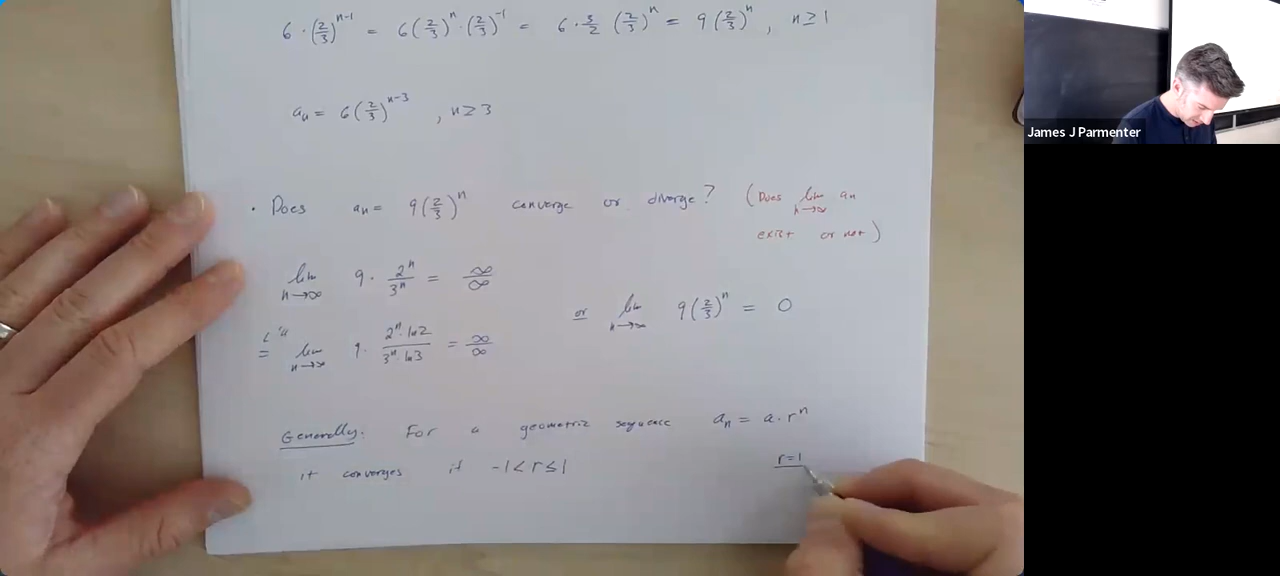 6 · (2/3)^{n-1} = 6(2/3)^n · (2/3)^{-1} = 6 · 3/2 (2/3)^n = 9(2/3)^n , n ≥ 1
a_n = 6(2/3)^{n-3} , n ≥ 3
James J Parmenter
· Does a_n = 9(2/3)^n converge or diverge? (Does lim_{n→∞} a_n
exist or not)
lim_{n→∞} 9 · 2^n/3^n = ∞/∞
or lim_{n→∞} 9(2/3)^n = 0
L'H = lim_{n→∞} 9 · 2^n · ln2 / 3^n · ln3 = ∞/∞
Generally: For a geometric sequence a_n = a · r^n
it converges if -1 < r ≤ 1
r=1